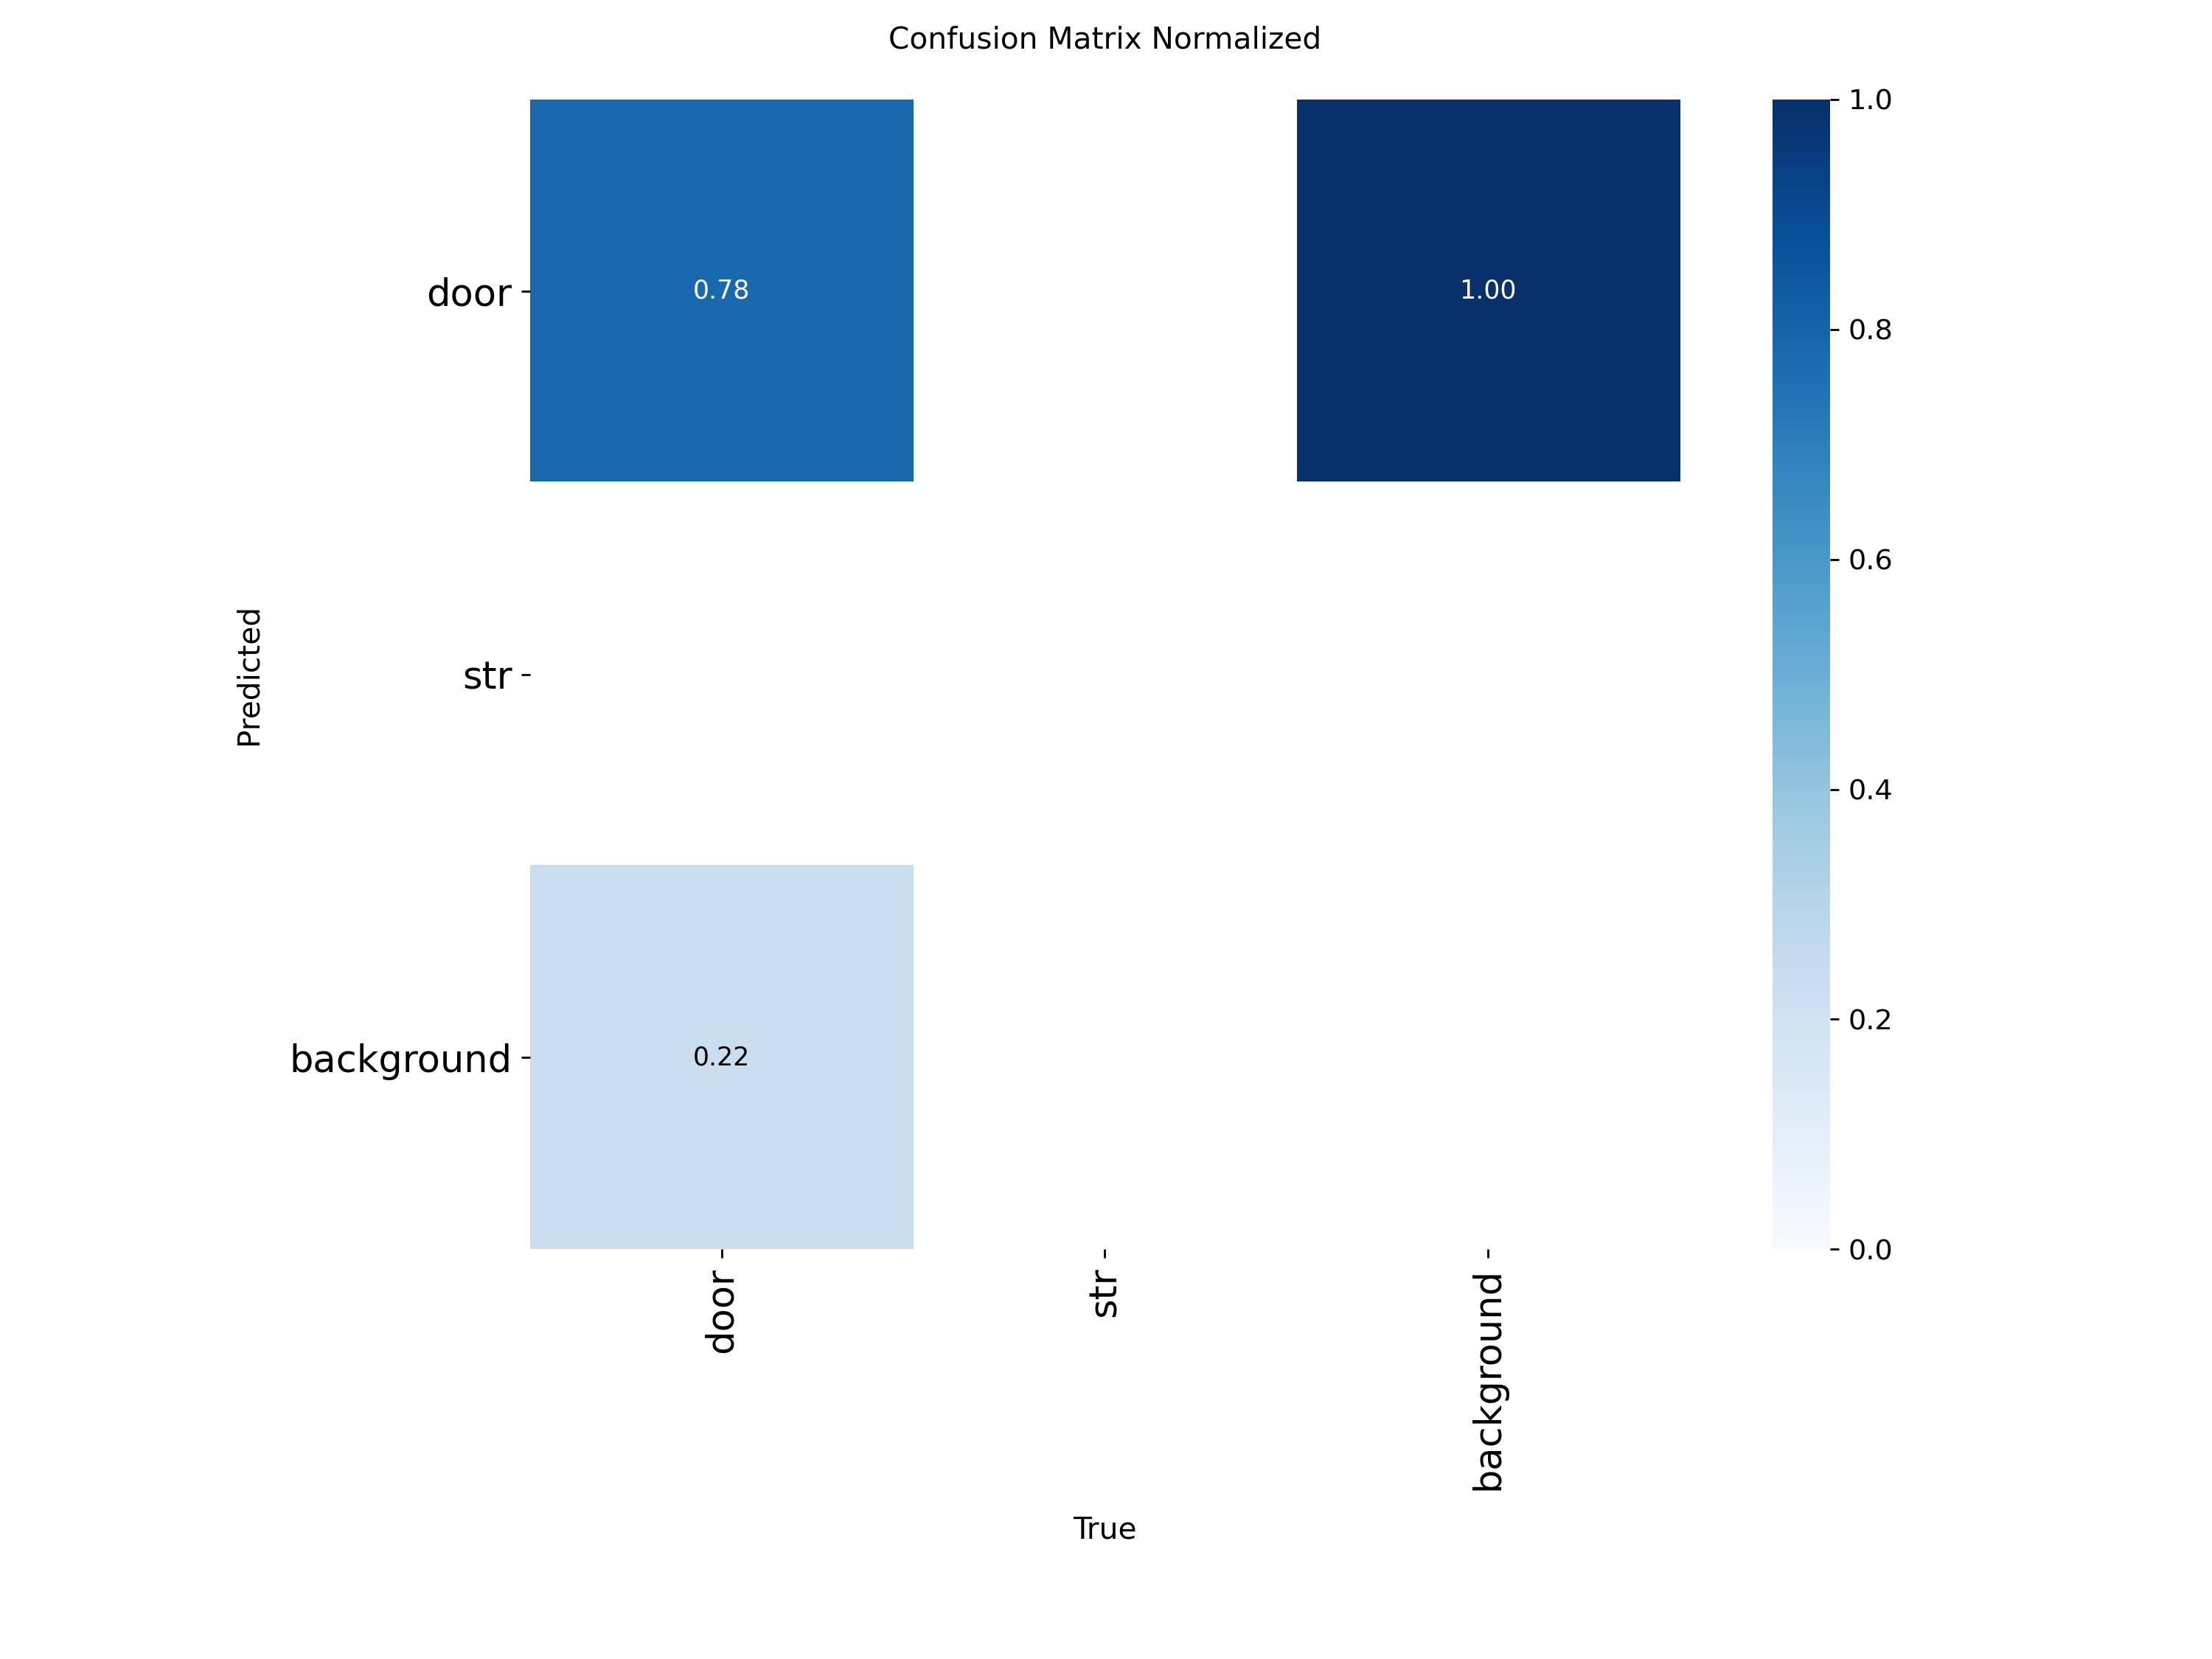 Confusion Matrix Normalized
Predicted
door
0.78
1.00
str
background
0.22
door
str
background
True
1.0
0.8
0.6
0.4
0.2
0.0